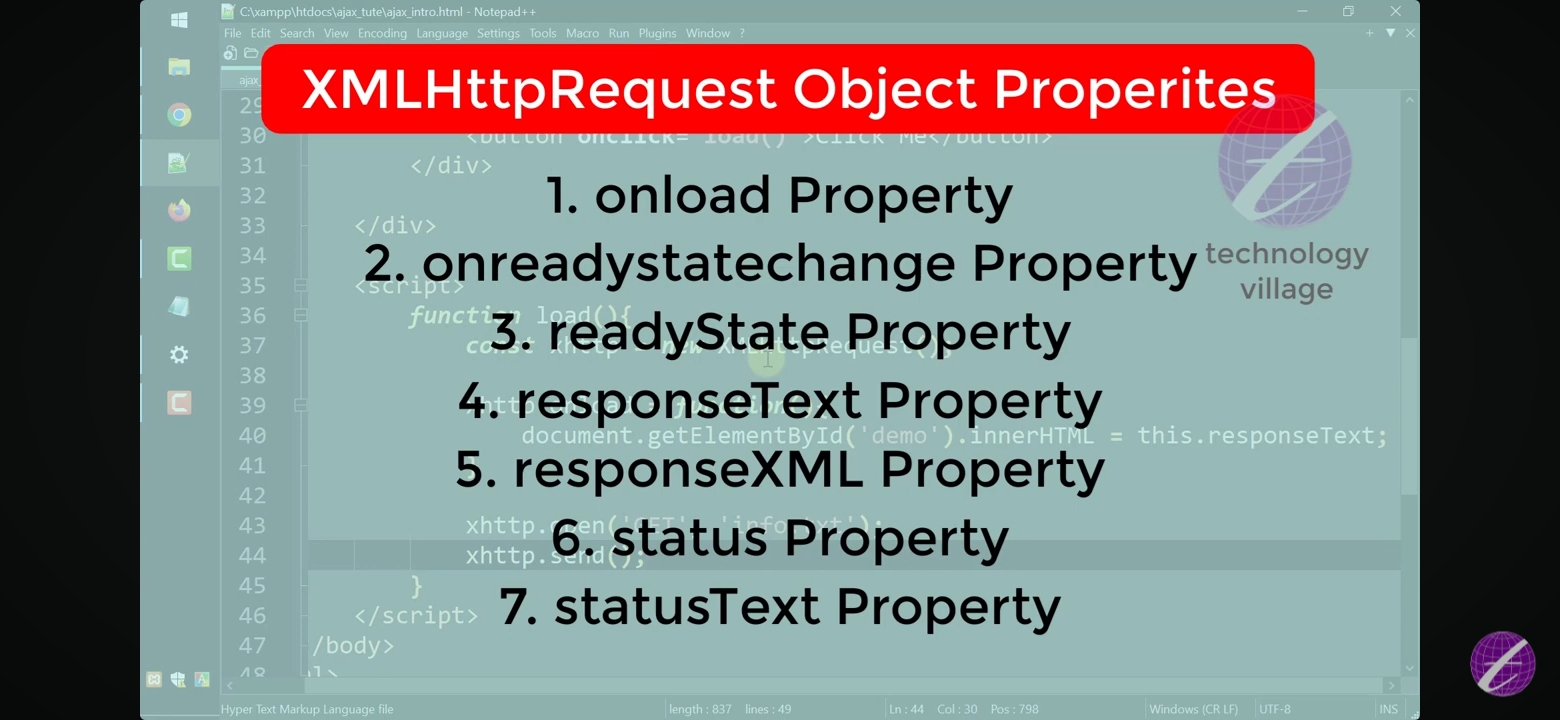 C:\xampp\htdocs\ajax_tute\ajax_intro.html - Notepad++
File Edit Search View Encoding Language Settings Tools Macro Run Plugins Window ?
XMLHttpRequest Object Properites
29
30 <button onclick="load()">Click Me</button>
31 </div>
1. onload Property
32
33 </div>
technology
village
34
2. onreadystatechange Property
35 <script>
36 function load(){
3. readyState Property
37 const xhttp = new XMLHttpRequest();
38
4. responseText Property
39 xhttp.onload = function
40 document.getElementById('demo').innerHTML = this.responseText;
5. responseXML Property
41
42
43 xhttp.open('GET', 'info.txt');
6. status Property
44 xhttp.send();
45 }
7. statusText Property
46 </script>
47 /body>
48 l>
Hyper Text Markup Language file length : 837 lines : 49 Ln : 44 Col : 30 Pos : 798 Windows (CR LF) UTF-8 INS